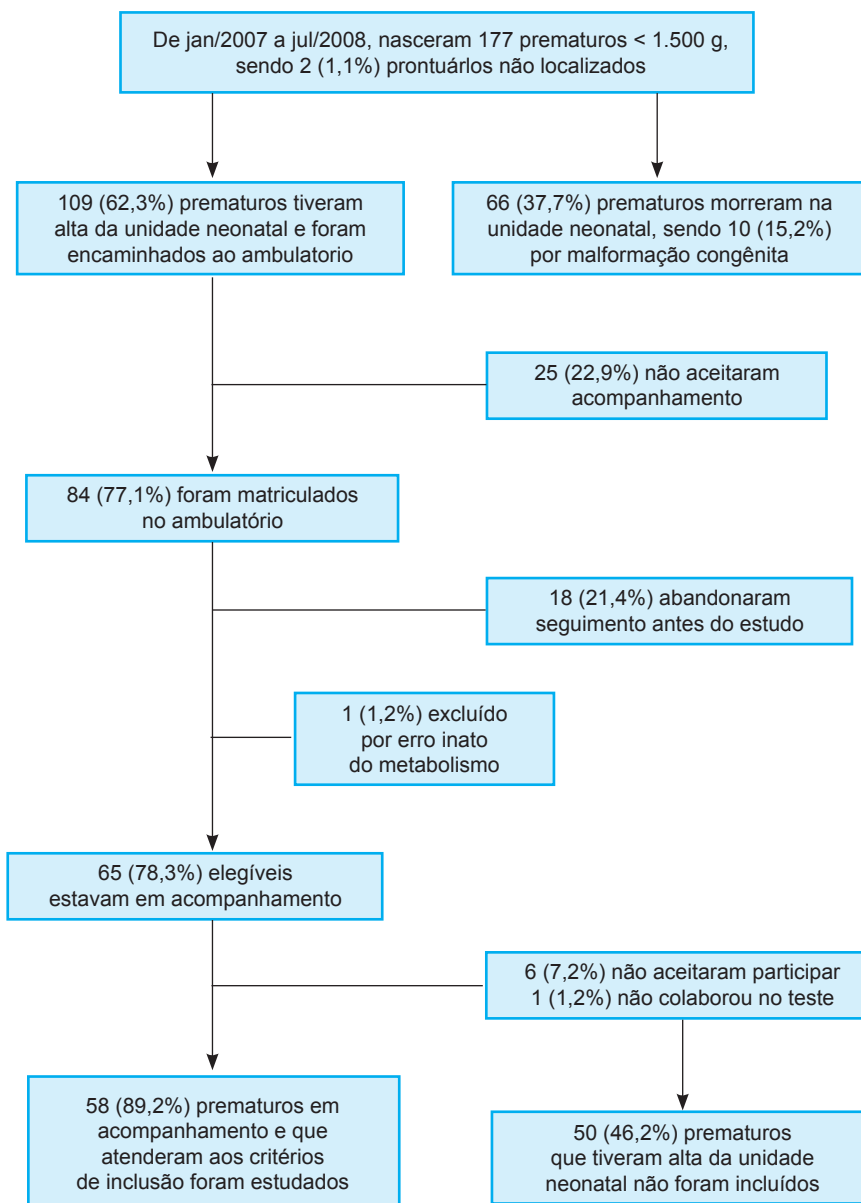 De jan/2007 a jul/2008, nasceram 177 prematuros < 1.500 g,
sendo 2 (1,1%) prontuárlos não localizados
109 (62,3%) prematuros tiveram
alta da unidade neonatal e foram
encaminhados ao ambulatorio
66 (37,7%) prematuros morreram na
unidade neonatal, sendo 10 (15,2%)
por malformação congênita
25 (22,9%) não aceitaram
acompanhamento
84 (77,1%) foram matriculados
no ambulatório
18 (21,4%) abandonaram
seguimento antes do estudo
1 (1,2%) excluído
por erro inato
do metabolismo
65 (78,3%) elegíveis
estavam em acompanhamento
6 (7,2%) não aceitaram participar
1 (1,2%) não colaborou no teste
58 (89,2%) prematuros em
acompanhamento e que
atenderam aos critérios
de inclusão foram estudados
50 (46,2%) prematuros
que tiveram alta da unidade
neonatal não foram incluídos